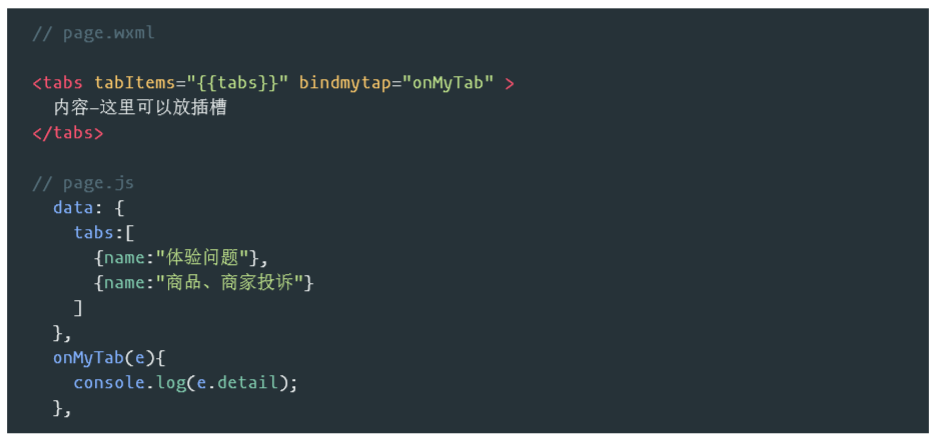 // page.wxml
<tabs tabItems="{{tabs}}" bindmytap="onMyTab" >
内容-这里可以放插槽
</tabs>
// page.js
data: {
tabs:[
{name:"体验问题"},
{name:"商品、商家投诉"}
]
},
onMyTab(e){
console.log(e.detail);
},